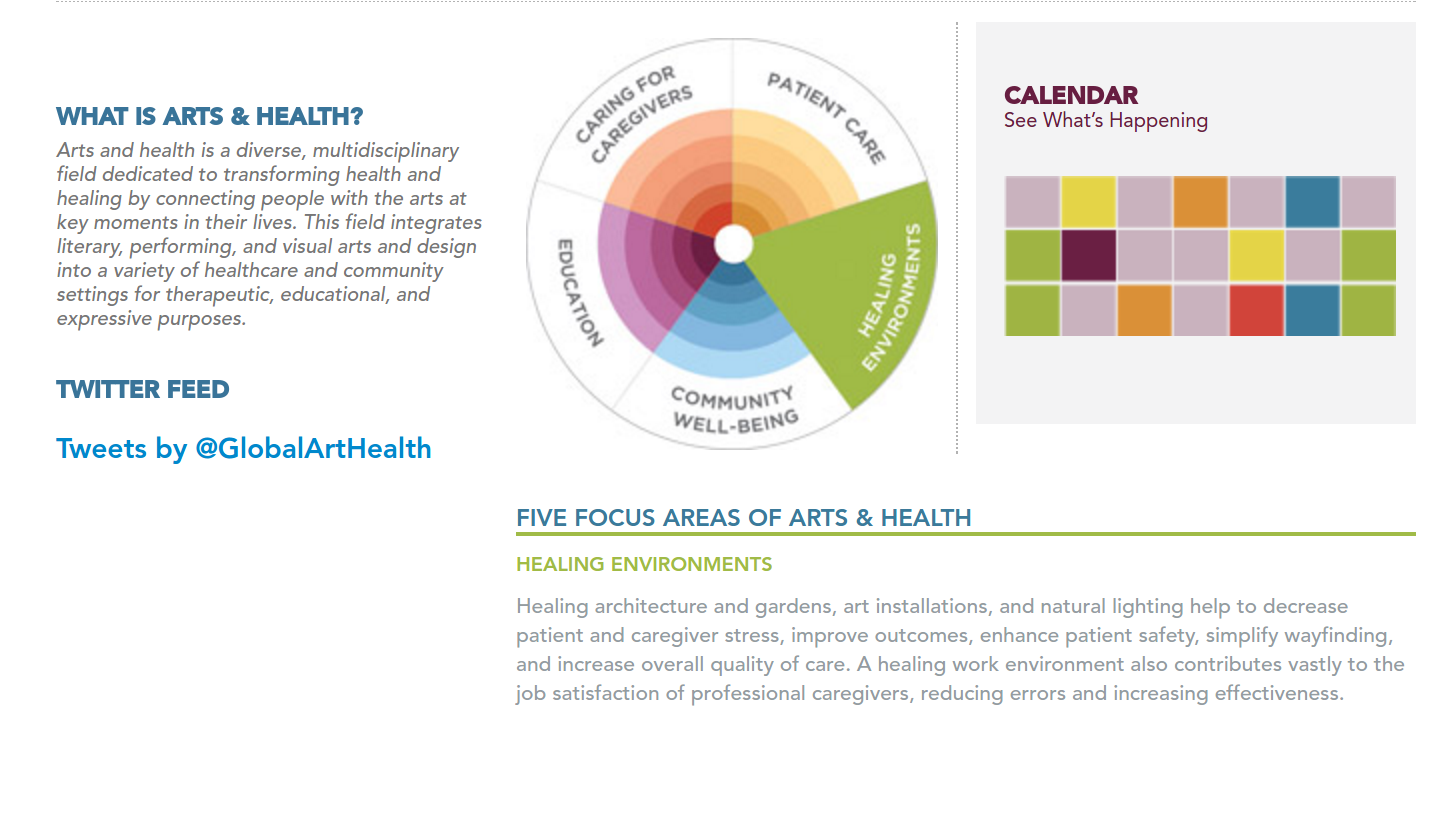 WHAT IS ARTS & HEALTH?
Arts and health is a diverse, multidisciplinary
field dedicated to transforming health and
healing by connecting people with the arts at
key moments in their lives. This field integrates
literary, performing, and visual arts and design
into a variety of healthcare and community
settings for therapeutic, educational, and
expressive purposes.
TWITTER FEED
Tweets by @GlobalArtHealth
CARING FOR
CAREGIVERS
PATIENT CARE
HEALING
ENVIRONMENTS
COMMUNITY
WELL-BEING
EDUCATION
CALENDAR
See What's Happening
FIVE FOCUS AREAS OF ARTS & HEALTH
HEALING ENVIRONMENTS
Healing architecture and gardens, art installations, and natural lighting help to decrease
patient and caregiver stress, improve outcomes, enhance patient safety, simplify wayfinding,
and increase overall quality of care. A healing work environment also contributes vastly to the
job satisfaction of professional caregivers, reducing errors and increasing effectiveness.